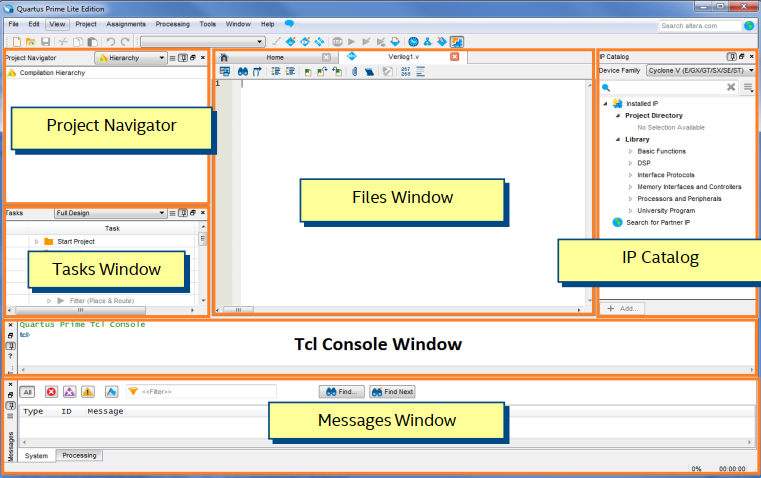 Quartus Prime Lite Edition
File Edit View Project Assignments Processing Tools Window Help
Search altera.com
Project Navigator
Hierarchy
Compilation Hierarchy
Project Navigator
Tasks
Full Design
Task
Start Project
Tasks Window
Fitter (Place & Route)
Home
Verilog1.v
267
268
1
Files Window
IP Catalog
Device Family
Cyclone V (E/GX/GT/SX/SE/ST)
Installed IP
Project Directory
No Selection Available
Library
Basic Functions
DSP
Interface Protocols
Memory Interfaces and Controllers
Processors and Peripherals
University Program
Search for Partner IP
IP Catalog
+ Add...
Quartus Prime Tcl Console
tcl>
Tcl Console Window
All
<<Filter>>
Find...
Find Next
Type ID Message
Messages Window
Messages
System
Processing
0% 00:00:00